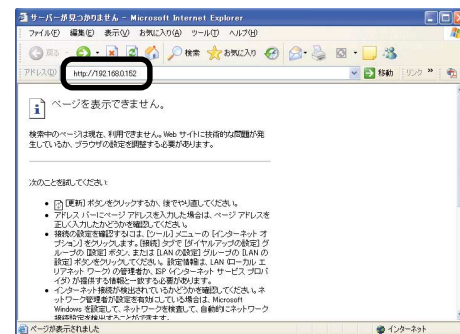 サーバーが見つかりません - Microsoft Internet Explorer
ファイル(F) 編集(E) 表示(V) お気に入り(A) ツール(T) ヘルプ(H)
戻る 検索 お気に入り
アドレス(D) http://192.168.0.152 移動 リンク »
ページを表示できません。
検索中のページは現在、利用できません。Web サイトに技術的な問題が発
生しているか、ブラウザの設定を調整する必要があります。
次のことを試してください:
• [更新] ボタンをクリックするか、後でやり直してください。
• アドレス バーにページ アドレスを入力した場合は、ページ アドレスを
正しく入力したかどうかを確認してください。
• 接続の設定を確認するには、[ツール] メニューの [インターネット オ
プション] をクリックします。[接続] タブで [ダイヤルアップの設定] グ
ループの [設定] ボタン、または [LAN の設定] グループの [LAN の
設定] ボタンをクリックしてください。設定情報は、LAN (ローカル エ
リアネット ワーク) の管理者か、ISP (インターネット サービス プロバ
イダ) が提供する情報と一致する必要があります。
• インターネット接続が検出されているかどうかを確認してください。ネ
ットワーク管理者が設定を有効にしている場合は、Microsoft
Windows を設定して、ネットワークを検査して、自動的にネットワーク
接続設定を検出することができます。
ページが表示されました インターネット